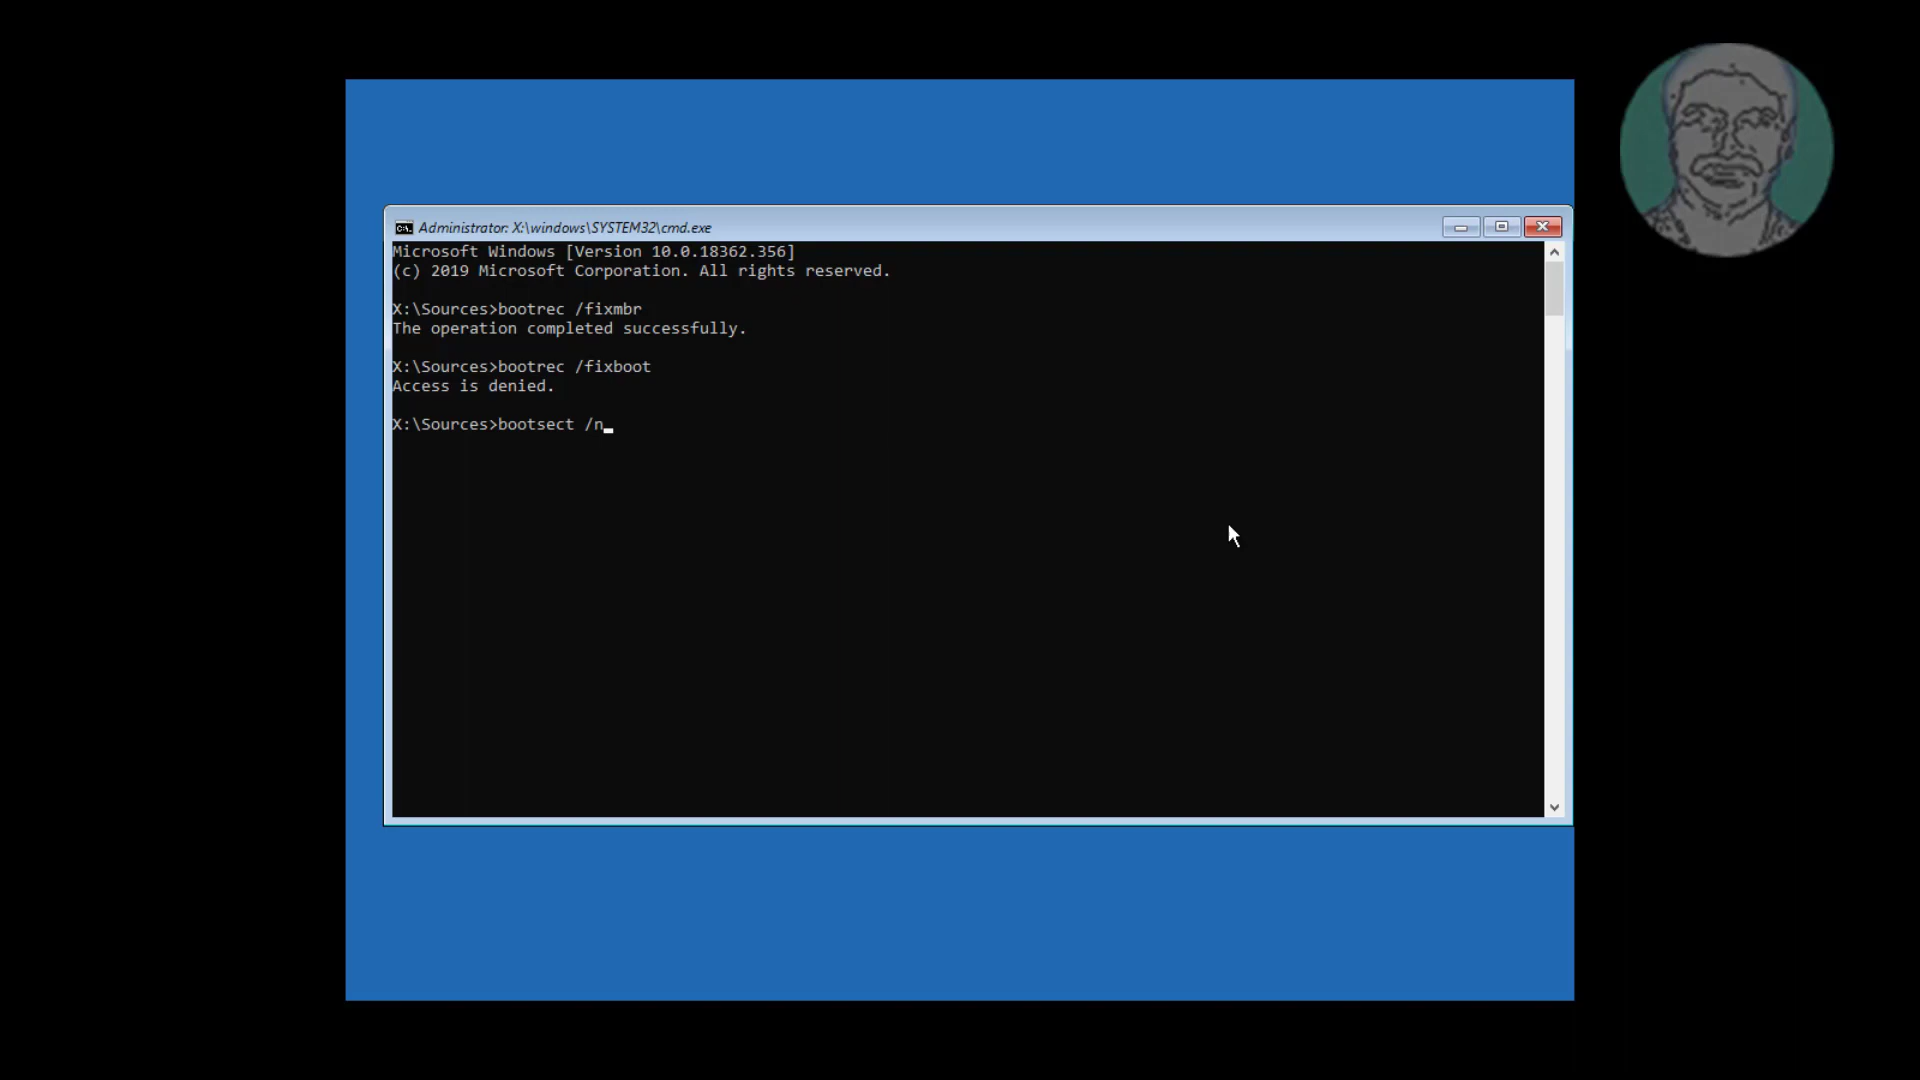 Administrator: X:\windows\SYSTEM32\cmd.exe
Microsoft Windows [Version 10.0.18362.356]
(c) 2019 Microsoft Corporation. All rights reserved.
X:\Sources>bootrec /fixmbr
The operation completed successfully.
X:\Sources>bootrec /fixboot
Access is denied.
X:\Sources>bootsect /n